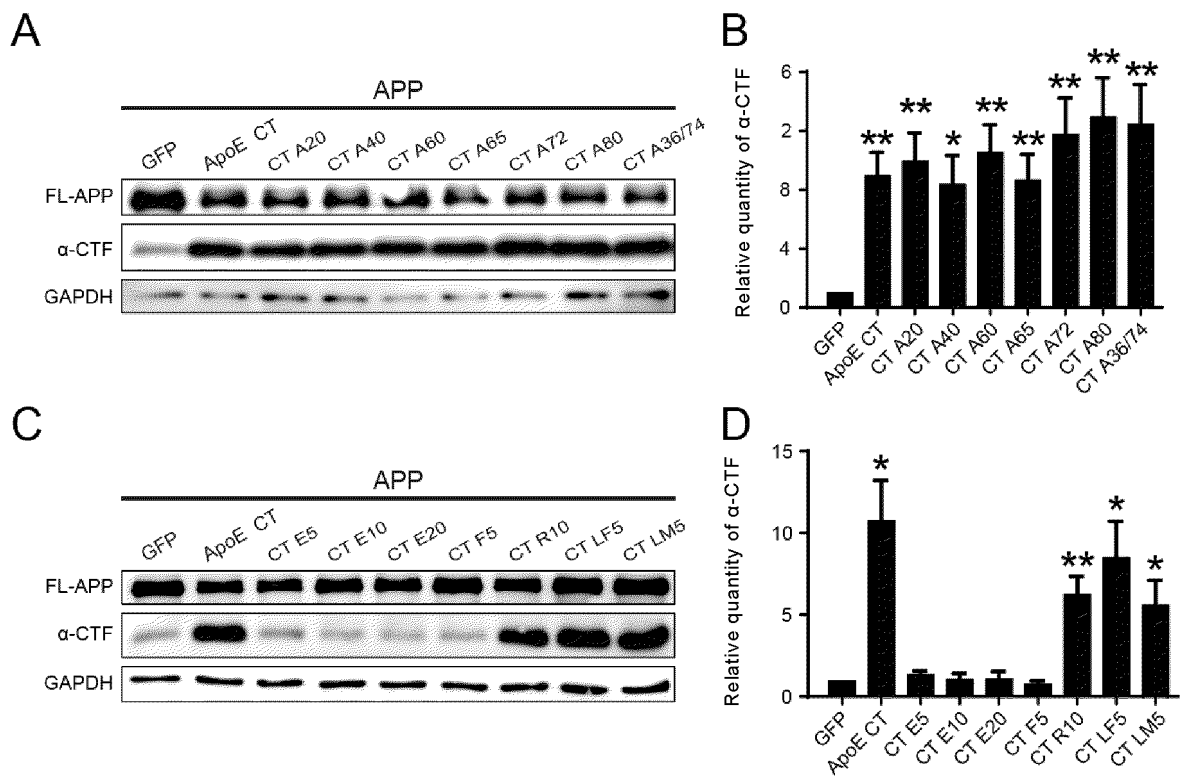 A
APP
GFP ApoE CT CT A20 CT A40 CT A60 CT A65 CT A72 CT A80 CT A36/74
FL-APP
α-CTF
GAPDH
B
Relative quantity of α-CTF
6
2
8
4
0
** ** * ** ** ** ** **
GFP ApoE CT CT A20 CT A40 CT A60 CT A65 CT A72 CT A80 CT A36/74
C
APP
GFP ApoE CT CT E5 CT E10 CT E20 CT F5 CT R10 CT LF5 CT LM5
FL-APP
α-CTF
GAPDH
D
Relative quantity of α-CTF
15
10
5
0
* ** * *
GFP ApoE CT CT E5 CT E10 CT E20 CT F5 CT R10 CT LF5 CT LM5